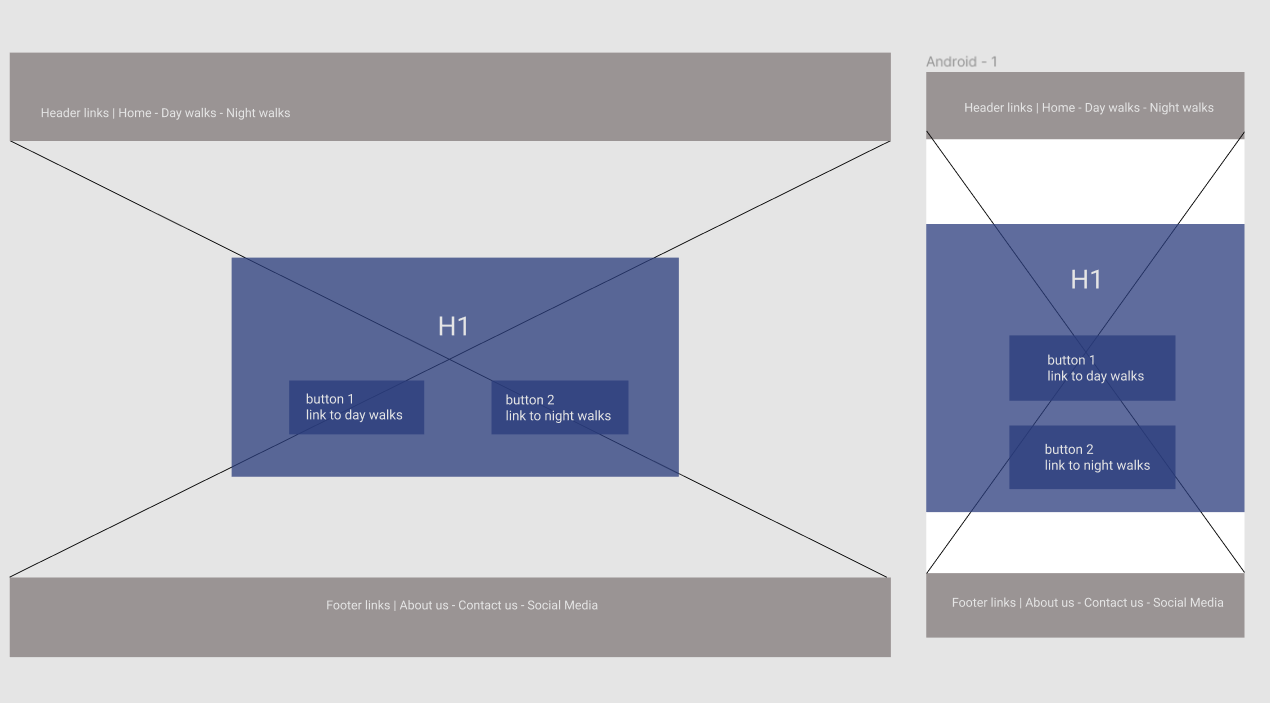 Header links | Home - Day walks - Night walks
H1
button 1
link to day walks
button 2
link to night walks
Footer links | About us - Contact us - Social Media
Android - 1
Header links | Home - Day walks - Night walks
H1
button 1
link to day walks
button 2
link to night walks
Footer links | About us - Contact us - Social Media